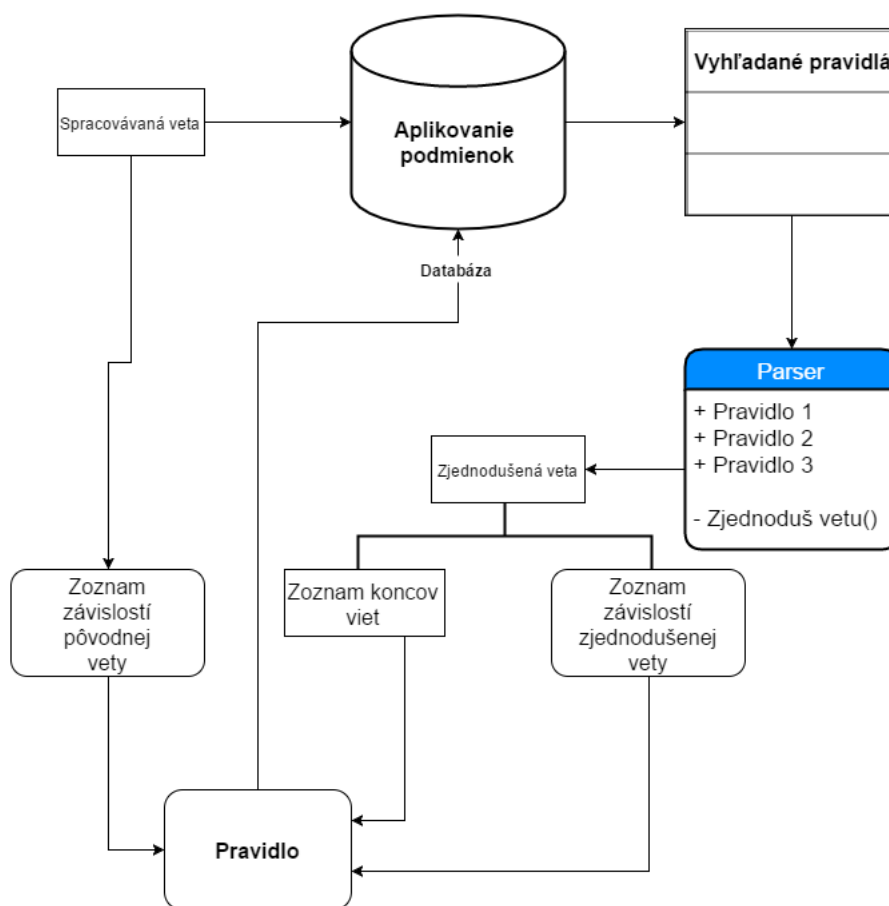 Vyhľadané pravidlá
Spracovávaná veta
Aplikovanie
podmienok
Databáza
Parser
+ Pravidlo 1
+ Pravidlo 2
+ Pravidlo 3
- Zjednoduš vetu()
Zjednodušená veta
Zoznam
závislostí
pôvodnej
vety
Zoznam koncov
viet
Zoznam
závislostí
zjednodušenej
vety
Pravidlo